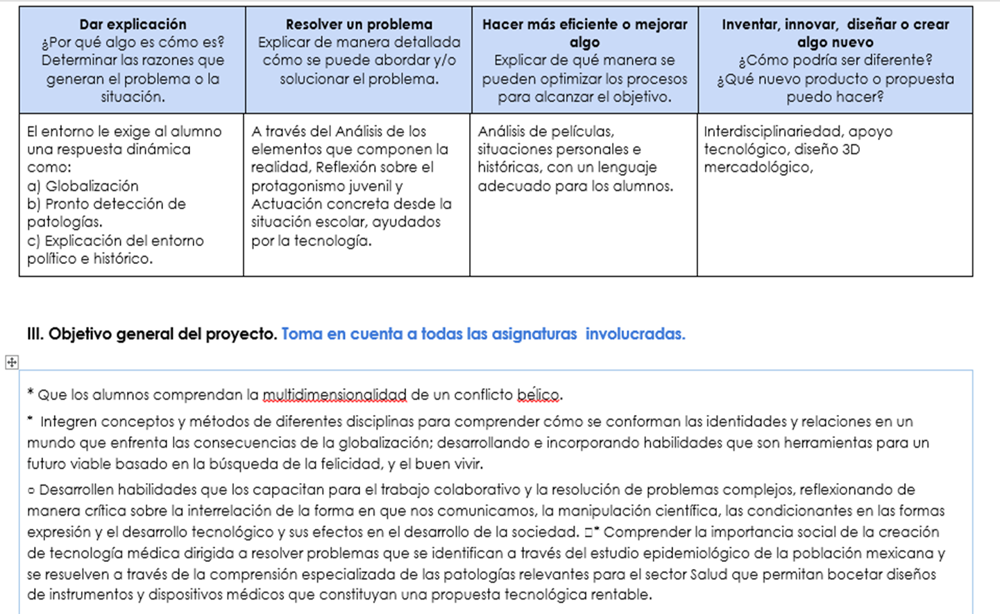 Dar explicación
¿Por qué algo es cómo es?
Determinar las razones que
generan el problema o la
situación.
Resolver un problema
Explicar de manera detallada
cómo se puede abordar y/o
solucionar el problema.
Hacer más eficiente o mejorar
algo
Explicar de qué manera se
pueden optimizar los procesos
para alcanzar el objetivo.
Inventar, innovar,  diseñar o crear
algo nuevo
¿Cómo podría ser diferente?
¿Qué nuevo producto o propuesta
puedo hacer?
El entorno le exige al alumno
una respuesta dinámica
como:
a) Globalización
b) Pronto detección de
patologías.
c) Explicación del entorno
político e histórico.
A través del Análisis de los
elementos que componen la
realidad, Reflexión sobre el
protagonismo juvenil y
Actuación concreta desde la
situación escolar, ayudados
por la tecnología.
Análisis de películas,
situaciones personales e
históricas, con un lenguaje
adecuado para los alumnos.
Interdisciplinariedad, apoyo
tecnológico, diseño 3D
mercadológico,
III. Objetivo general del proyecto. Toma en cuenta a todas las asignaturas  involucradas.
* Que los alumnos comprendan la multidimensionalidad de un conflicto bélico.
*  Integren conceptos y métodos de diferentes disciplinas para comprender cómo se conforman las identidades y relaciones en un
mundo que enfrenta las consecuencias de la globalización; desarrollando e incorporando habilidades que son herramientas para un
futuro viable basado en la búsqueda de la felicidad, y el buen vivir.
○ Desarrollen habilidades que los capacitan para el trabajo colaborativo y la resolución de problemas complejos, reflexionando de
manera crítica sobre la interrelación de la forma en que nos comunicamos, la manipulación científica, las condicionantes en las formas
expresión y el desarrollo tecnológico y sus efectos en el desarrollo de la sociedad. □* Comprender la importancia social de la creación
de tecnología médica dirigida a resolver problemas que se identifican a través del estudio epidemiológico de la población mexicana y
se resuelven a través de la comprensión especializada de las patologías relevantes para el sector Salud que permitan bocetar diseños
de instrumentos y dispositivos médicos que constituyan una propuesta tecnológica rentable.